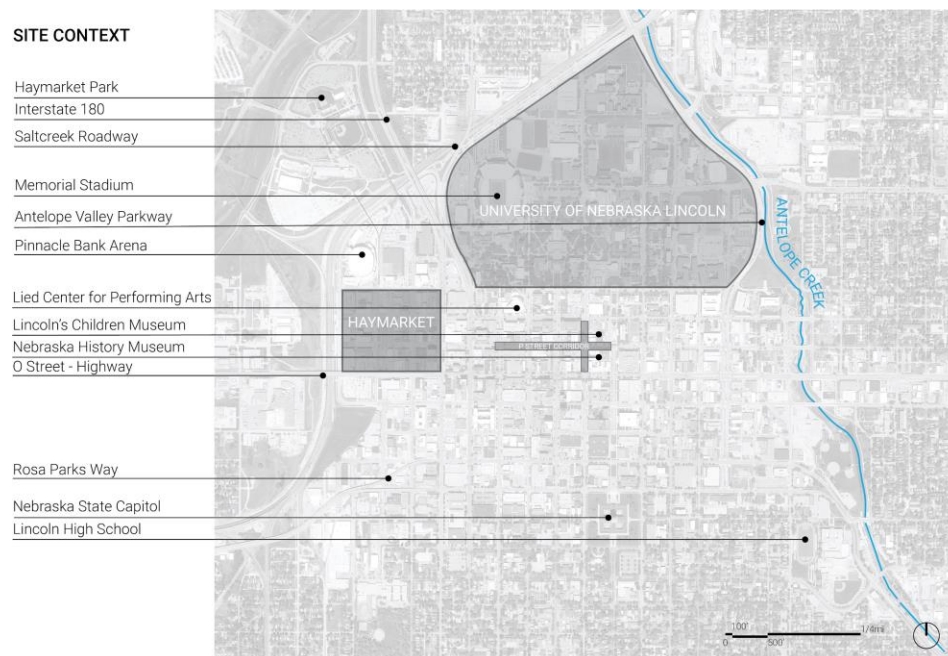 SITE CONTEXT
Haymarket Park
Interstate 180
Saltcreek Roadway
Memorial Stadium
Antelope Valley Parkway
Pinnacle Bank Arena
Lied Center for Performing Arts
Lincoln's Children Museum
Nebraska History Museum
O Street - Highway
Rosa Parks Way
Nebraska State Capitol
Lincoln High School
UNIVERSITY OF NEBRASKA LINCOLN
ANTELOPE CREEK
HAYMARKET
P STREET CORRIDOR
100'
1/4mi
0
500'